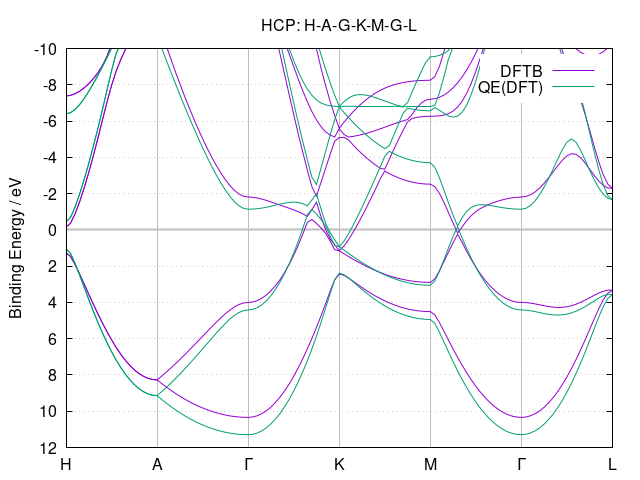 HCP: H-A-G-K-M-G-L
DFTB
QE(DFT)
Binding Energy / eV
-10
-8
-6
-4
-2
0
2
4
6
8
10
12
H A Γ K M Γ L